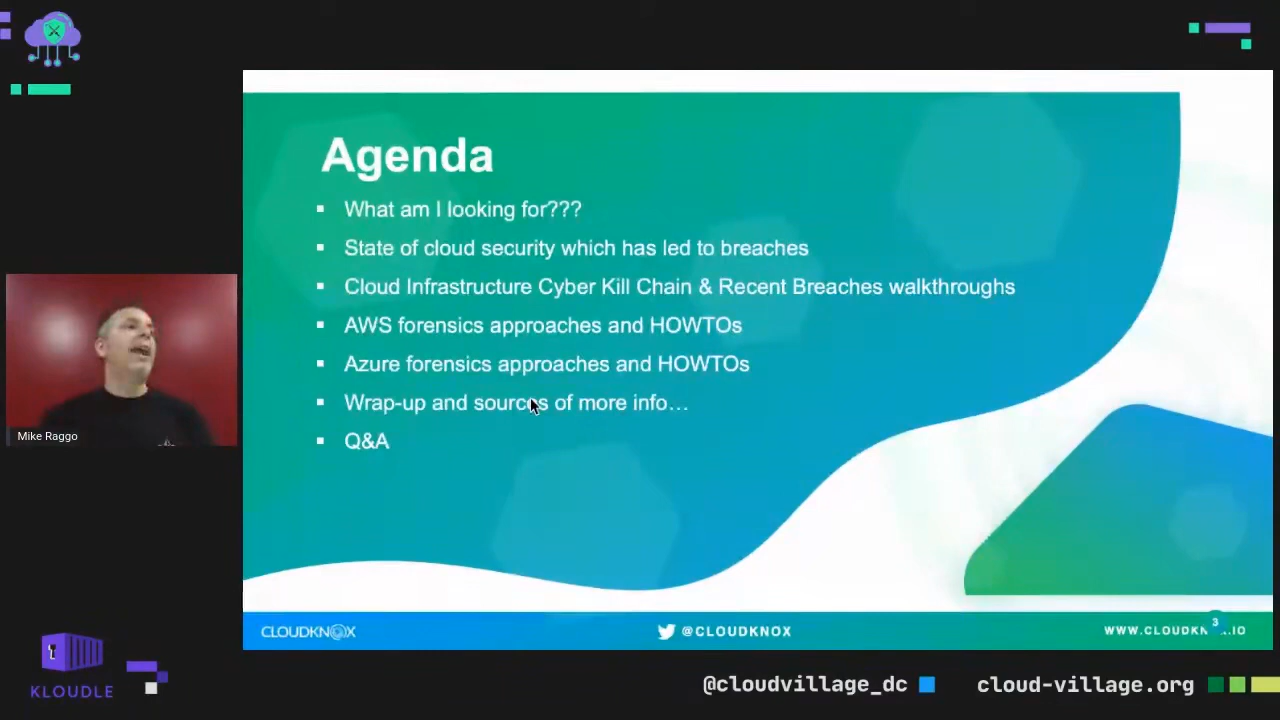 Agenda
What am I looking for???
State of cloud security which has led to breaches
Cloud Infrastructure Cyber Kill Chain & Recent Breaches walkthroughs
AWS forensics approaches and HOWTOs
Azure forensics approaches and HOWTOs
Wrap-up and sources of more info…
Q&A
Mike Raggo
3
CLOUDKNOX
@CLOUDKNOX
WWW.CLOUDKNOX.IO
KLOUDLE
@cloudvillage_dc
cloud-village.org